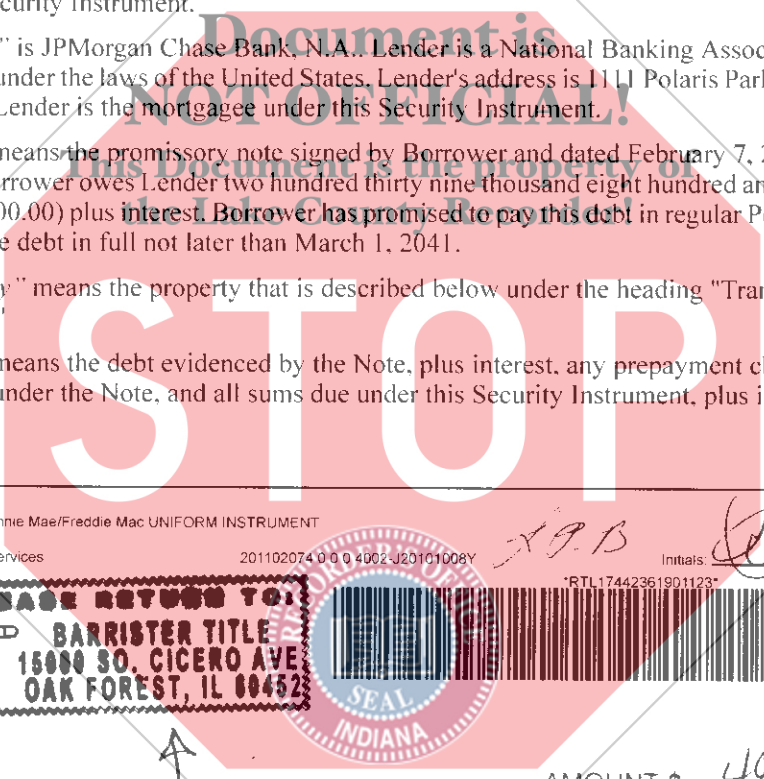 curity Instrument.
Document is
" is JPMorgan Chase Bank, N.A.. Lender is a National Banking Assoc
under the laws of the United States. Lender's address is 1111 Polaris Park
Lender is the mortgagee under this Security Instrument.
NOT OFFICIAL!
means the promissory note signed by Borrower and dated February 7, 2
This Document is the property of
rrower owes Lender two hundred thirty nine thousand eight hundred an
00.00) plus interest. Borrower has promised to pay this debt in regular P
the Lake County Recorder!
e debt in full not later than March 1, 2041.
y" means the property that is described below under the heading "Tran
"
means the debt evidenced by the Note, plus interest, any prepayment c
under the Note, and all sums due under this Security Instrument, plus i
STOP
nnie Mae/Freddie Mac UNIFORM INSTRUMENT
ervices
201102074 0 0 0 4002-J20101008Y
Initials:
*RTL17442361901123*
EASE RETURN TO:
BARRISTER TITLE
15000 SO. CICERO AVE
OAK FOREST, IL 60452
SEAL
INDIANA
AMOUNT $